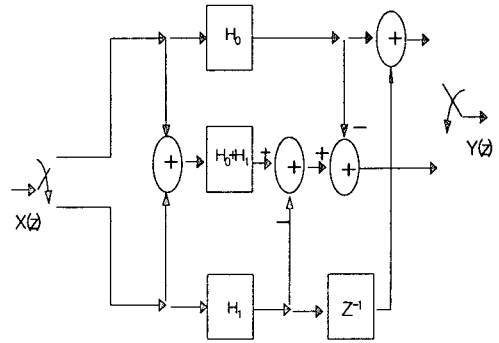 H₀
+
+
H₀+H₁
+
+
+
+
−
X(z)
Y(z)
−
H₁
Z⁻¹